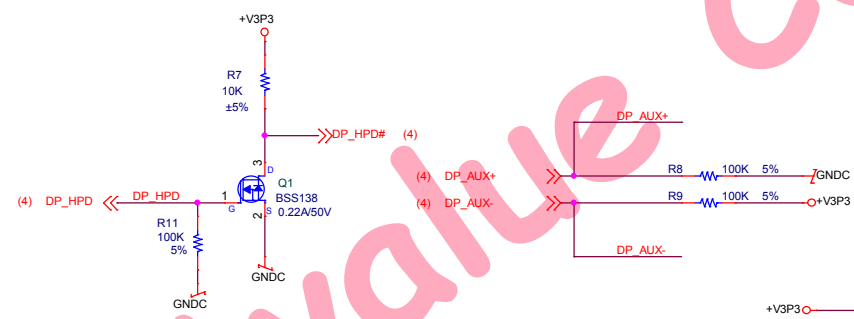 +V3P3
R7
10K
±5%
DP_HPD# (4)
3
D
Q1
BSS138
0.22A/50V
1
G
2
S
(4) DP_HPD DP_HPD
R11
100K
5%
GNDC
GNDC
DP_AUX+
(4) DP_AUX+
R8 100K 5% GNDC
(4) DP_AUX-
R9 100K 5% +V3P3
DP_AUX-
+V3P3
value